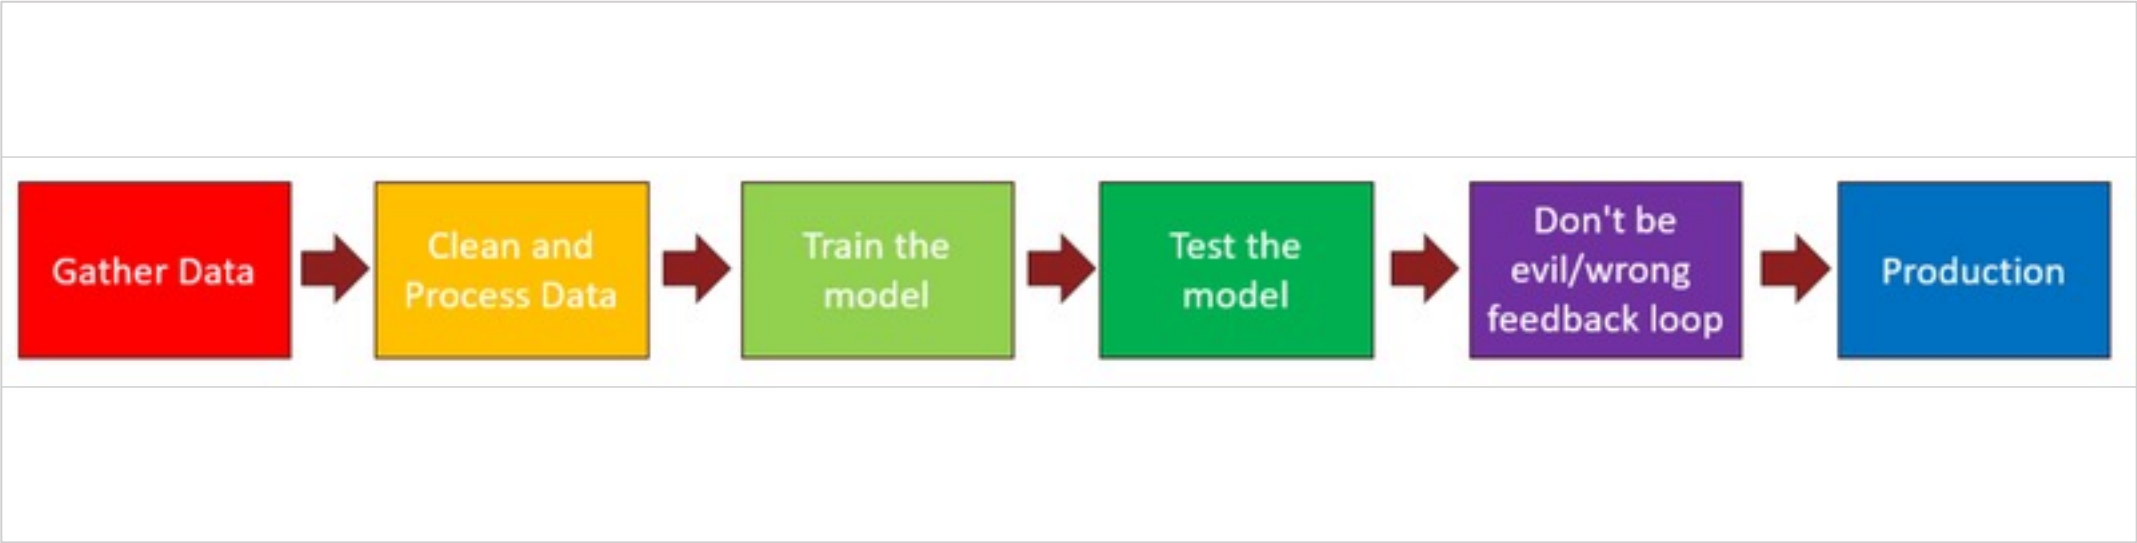 Gather Data
Clean and
Process Data
Train the
model
Test the
model
Don't be
evil/wrong
feedback loop
Production